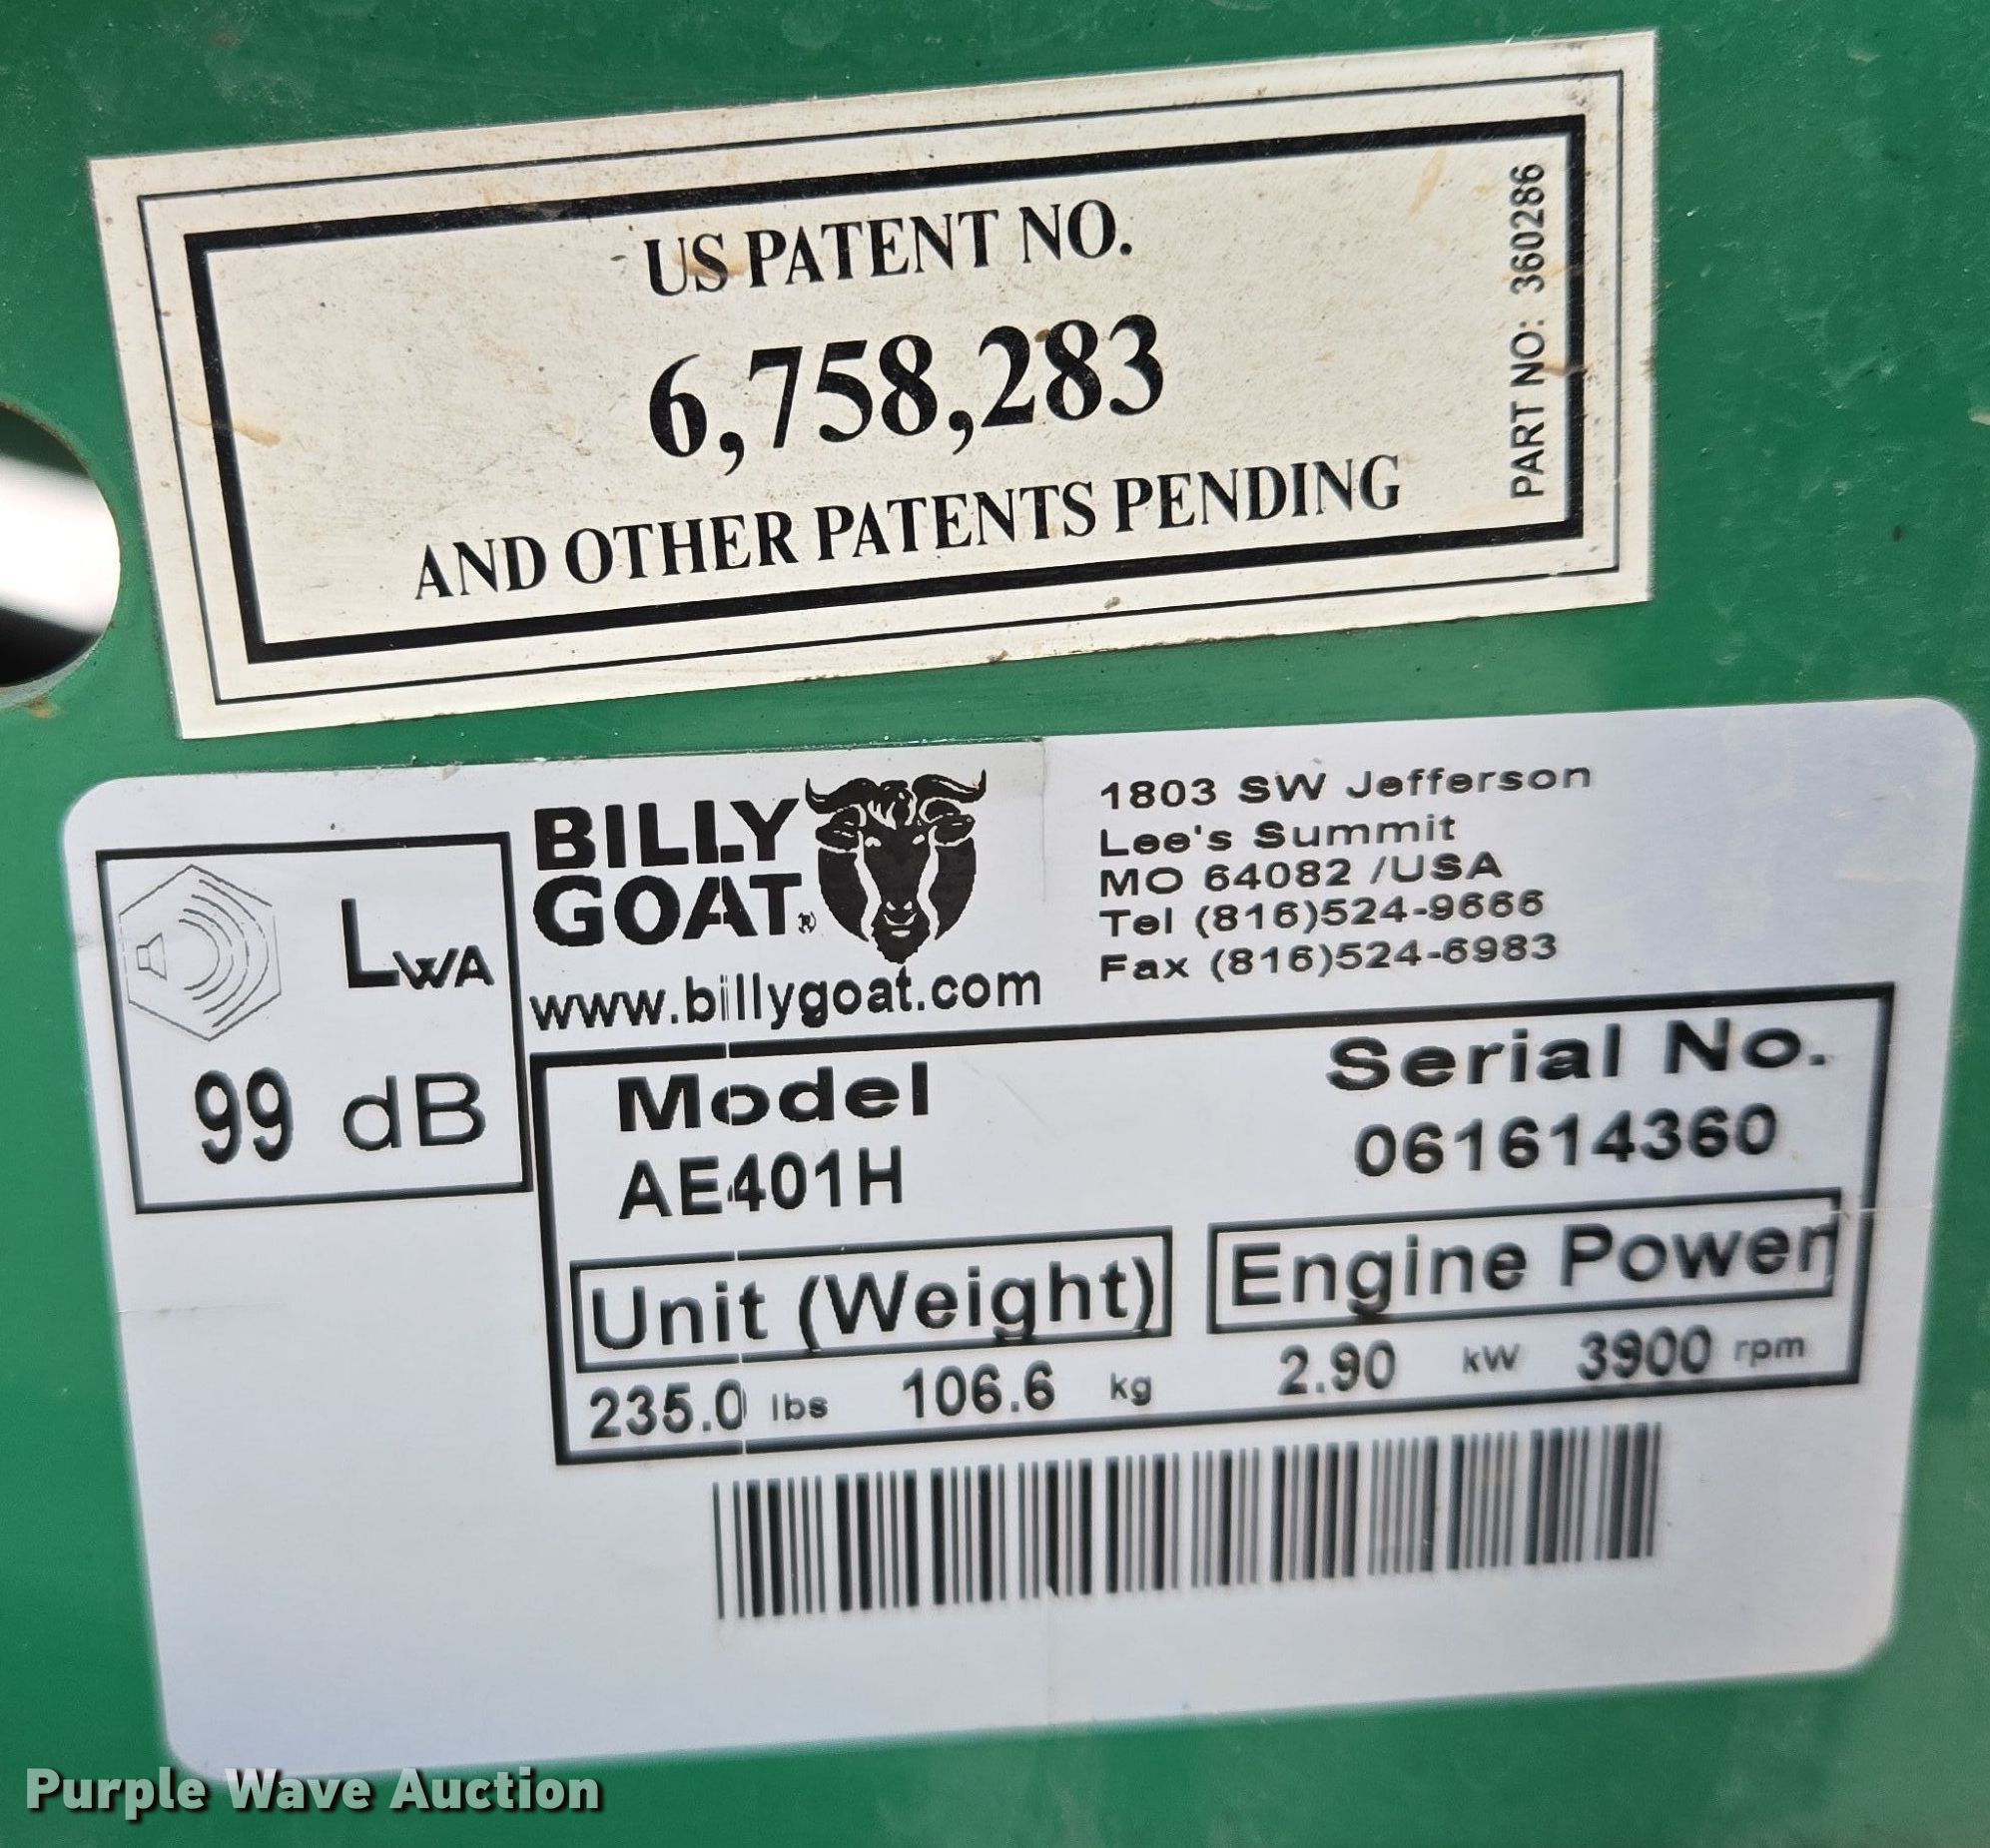 US PATENT NO.
6,758,283
AND OTHER PATENTS PENDING
PART NO: 360286
LWA
99 dB
BILLY
GOAT®
www.billygoat.com
1803 SW Jefferson
Lee's Summit
MO 64082 /USA
Tel (816)524-9666
Fax (816)524-6983
Model
AE401H
Serial No.
061614360
Unit (Weight)
Engine Power
235.0 lbs 106.6 kg
2.90 kW 3900 rpm
Purple Wave Auction